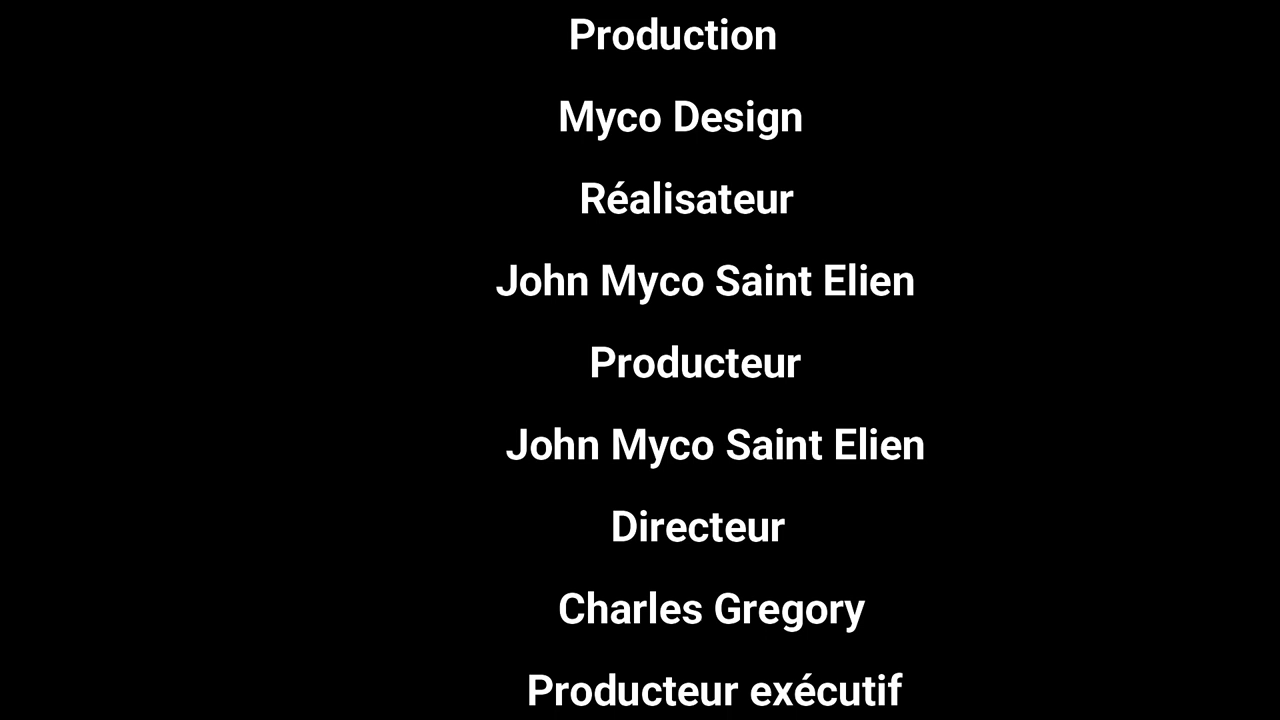 Production
Myco Design
Réalisateur
John Myco Saint Elien
Producteur
John Myco Saint Elien
Directeur
Charles Gregory
Producteur exécutif